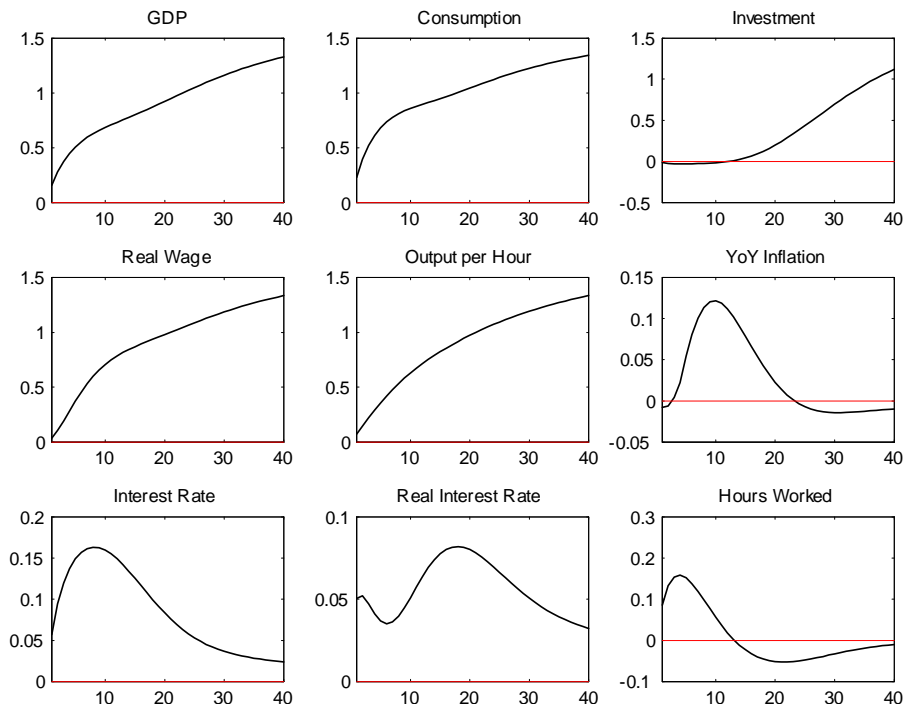 GDP
Consumption
Investment
1.5
1
0.5
0
10 20 30 40
1.5
1
0.5
0
10 20 30 40
1.5
1
0.5
0
-0.5
10 20 30 40
Real Wage
Output per Hour
YoY Inflation
1.5
1
0.5
0
10 20 30 40
1.5
1
0.5
0
10 20 30 40
0.15
0.1
0.05
0
-0.05
10 20 30 40
Interest Rate
Real Interest Rate
Hours Worked
0.2
0.15
0.1
0.05
0
10 20 30 40
0.1
0.05
0
10 20 30 40
0.3
0.2
0.1
0
-0.1
10 20 30 40